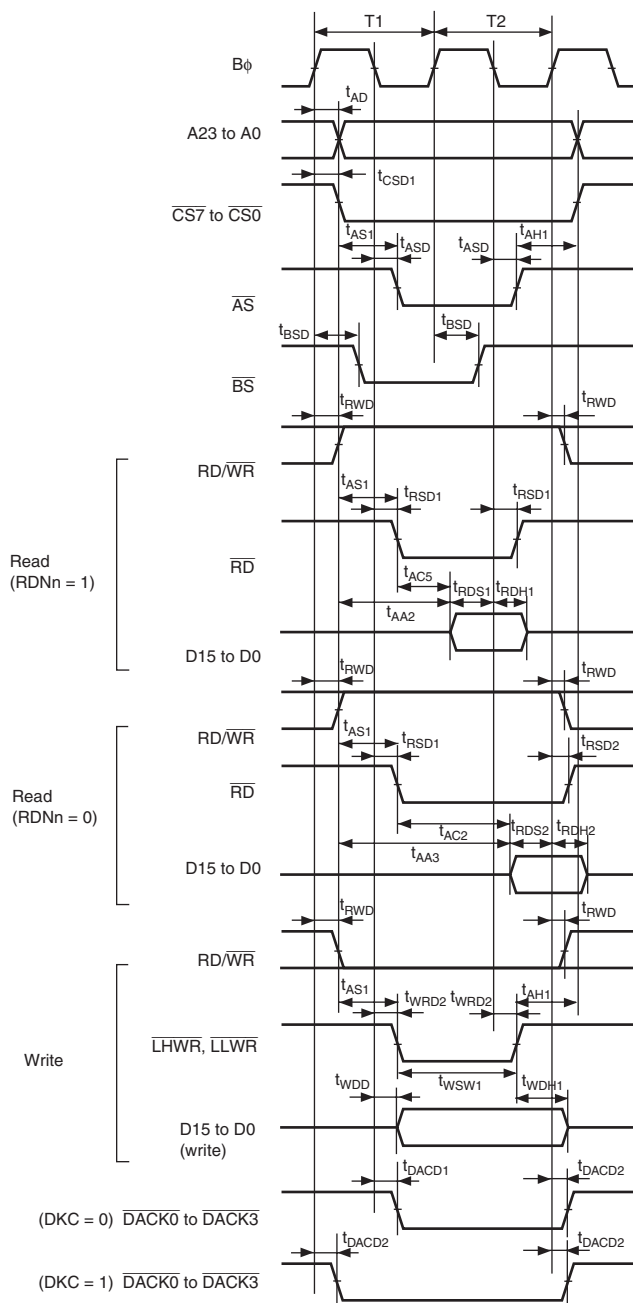 T1 T2
Bϕ
tAD
A23 to A0
tCSD1
CS7 to CS0
tAS1 tASD tASD tAH1
AS
tBSD tBSD
BS
tRWD tRWD
RD/WR
tAS1 tRSD1 tRSD1
Read
(RDNn = 1)
RD
tAC5 tRDS1 tRDH1
tAA2
D15 to D0
tRWD tRWD
RD/WR
tAS1 tRSD1 tRSD2
Read
(RDNn = 0)
RD
tAC2 tRDS2 tRDH2
tAA3
D15 to D0
tRWD tRWD
RD/WR
tAS1 tWRD2 tWRD2 tAH1
Write
LHWR, LLWR
tWDD tWSW1 tWDH1
D15 to D0
(write)
tDACD1 tDACD2
(DKC = 0) DACK0 to DACK3
tDACD2 tDACD2
(DKC = 1) DACK0 to DACK3